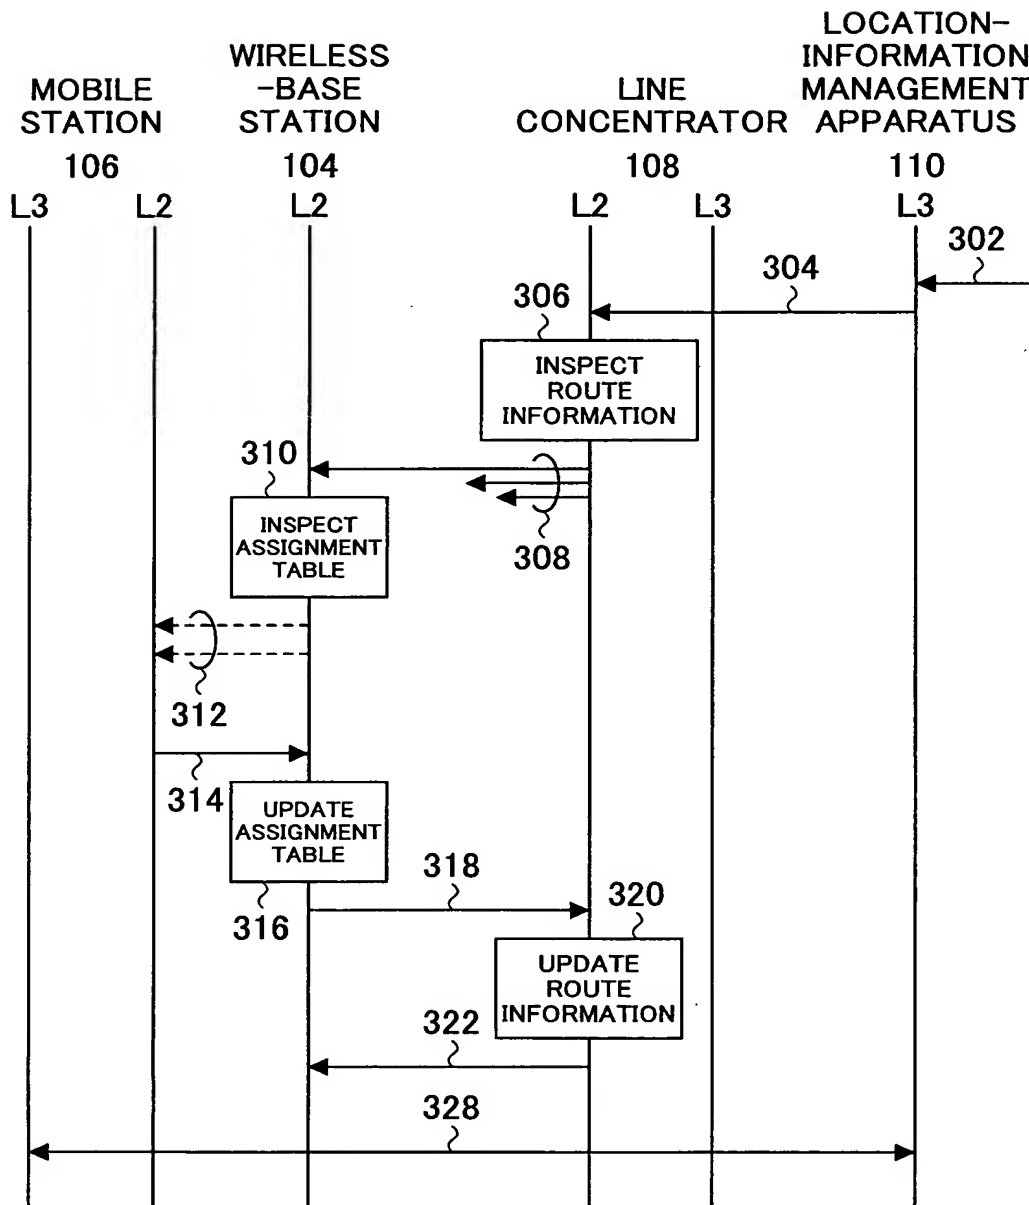 MOBILE
STATION
106
WIRELESS
-BASE
STATION
104
LINE
CONCENTRATOR
108
LOCATION-
INFORMATION
MANAGEMENT
APPARATUS
110
L3
L2
L2
L2
L3
L3
302
304
306
INSPECT
ROUTE
INFORMATION
308
310
INSPECT
ASSIGNMENT
TABLE
312
314
UPDATE
ASSIGNMENT
TABLE
316
318
320
UPDATE
ROUTE
INFORMATION
322
328